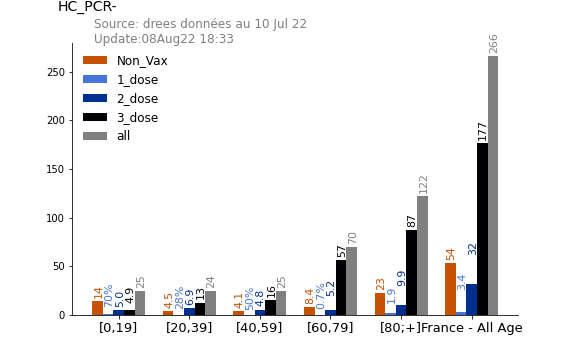 HC_PCR-
Source: drees données au 10 Jul 22
Update:08Aug22 18:33
Non_Vax
1_dose
2_dose
3_dose
all
250
200
150
100
50
0
14 70% 5.0 4.9 25
4.5 28% 6.9 13 24
4.1 50% 4.8 16 25
8.4 0.7% 5.2 57 70
23 1.9 9.9 87 122
54 3.4 32 177 266
[0,19] [20,39] [40,59] [60,79] [80;+] France - All Age